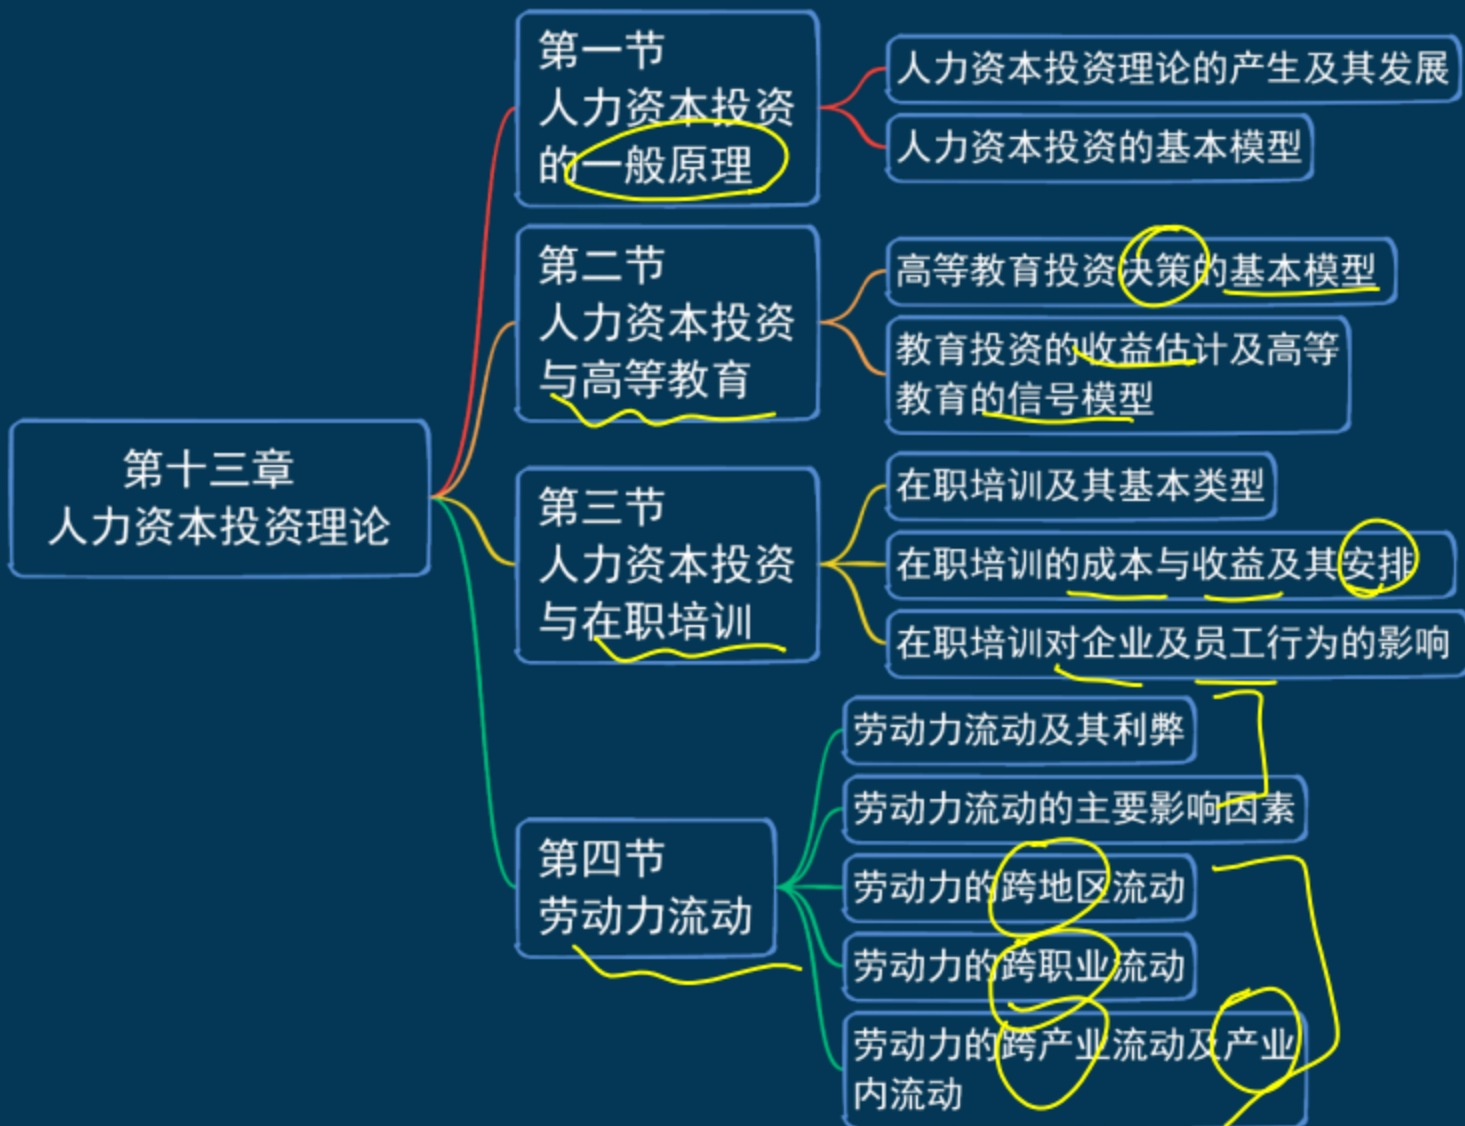 第十三章
人力资本投资理论
第一节
人力资本投资
的一般原理
人力资本投资理论的产生及其发展
人力资本投资的基本模型
第二节
人力资本投资
与高等教育
高等教育投资决策的基本模型
教育投资的收益估计及高等
教育的信号模型
第三节
人力资本投资
与在职培训
在职培训及其基本类型
在职培训的成本与收益及其安排
在职培训对企业及员工行为的影响
第四节
劳动力流动
劳动力流动及其利弊
劳动力流动的主要影响因素
劳动力的跨地区流动
劳动力的跨职业流动
劳动力的跨产业流动及产业
内流动